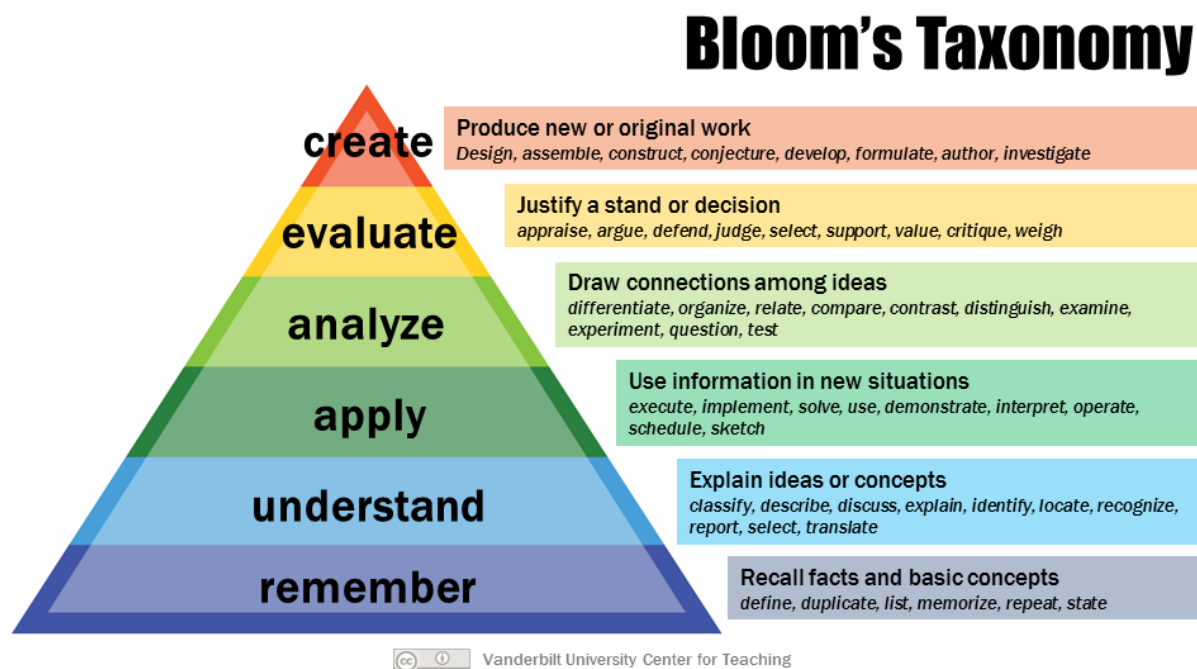 Bloom's Taxonomy
create
Produce new or original work
Design, assemble, construct, conjecture, develop, formulate, author, investigate
evaluate
Justify a stand or decision
appraise, argue, defend, judge, select, support, value, critique, weigh
analyze
Draw connections among ideas
differentiate, organize, relate, compare, contrast, distinguish, examine,
experiment, question, test
apply
Use information in new situations
execute, implement, solve, use, demonstrate, interpret, operate,
schedule, sketch
understand
Explain ideas or concepts
classify, describe, discuss, explain, identify, locate, recognize,
report, select, translate
remember
Recall facts and basic concepts
define, duplicate, list, memorize, repeat, state
cc Vanderbilt University Center for Teaching